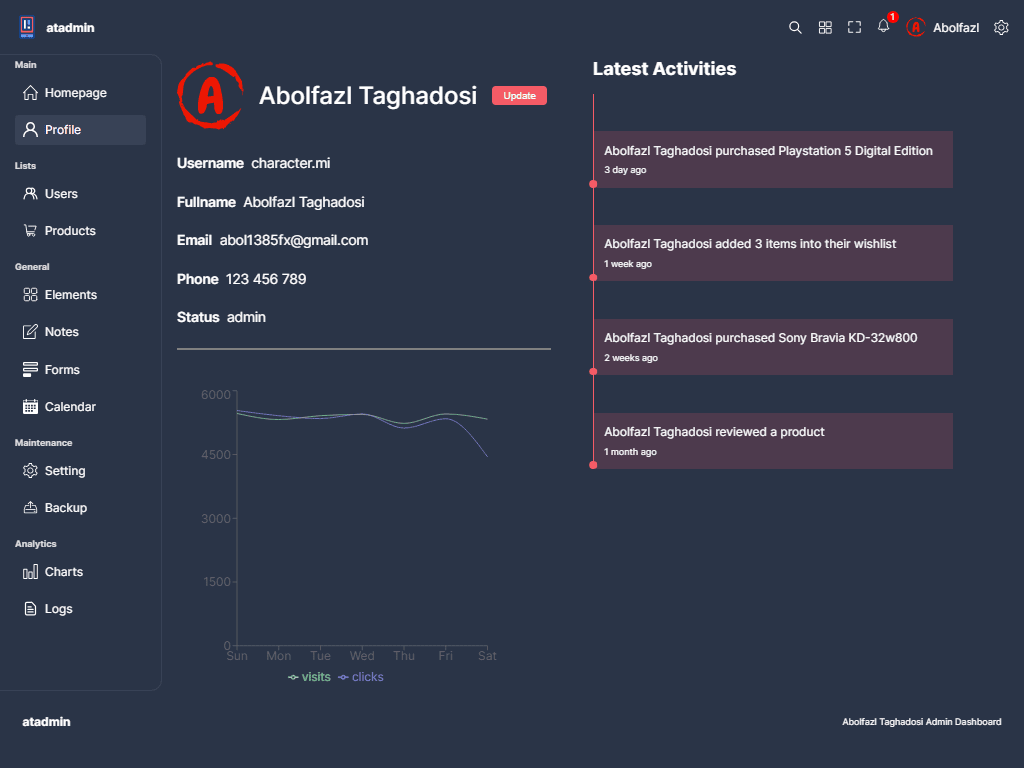 atadmin
1
Abolfazl
Main
Homepage
Profile
Lists
Users
Products
General
Elements
Notes
Forms
Calendar
Maintenance
Setting
Backup
Analytics
Charts
Logs
A
Abolfazl Taghadosi
Update
Username character.mi
Fullname Abolfazl Taghadosi
Email abol1385fx@gmail.com
Phone 123 456 789
Status admin
6000
4500
3000
1500
0
Sun Mon Tue Wed Thu Fri Sat
visits clicks
Latest Activities
Abolfazl Taghadosi purchased Playstation 5 Digital Edition
3 day ago
Abolfazl Taghadosi added 3 items into their wishlist
1 week ago
Abolfazl Taghadosi purchased Sony Bravia KD-32w800
2 weeks ago
Abolfazl Taghadosi reviewed a product
1 month ago
atadmin
Abolfazl Taghadosi Admin Dashboard